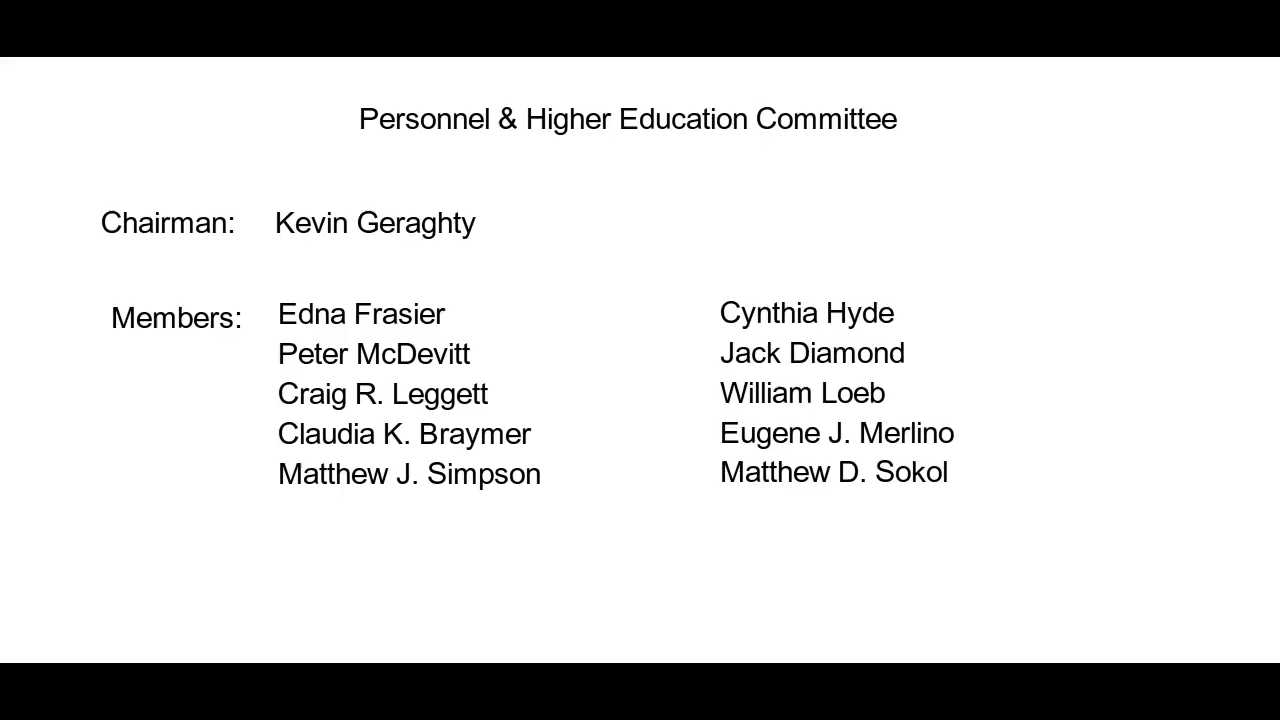 Personnel & Higher Education Committee
Chairman: Kevin Geraghty
Members:
Edna Frasier
Peter McDevitt
Craig R. Leggett
Claudia K. Braymer
Matthew J. Simpson
Cynthia Hyde
Jack Diamond
William Loeb
Eugene J. Merlino
Matthew D. Sokol